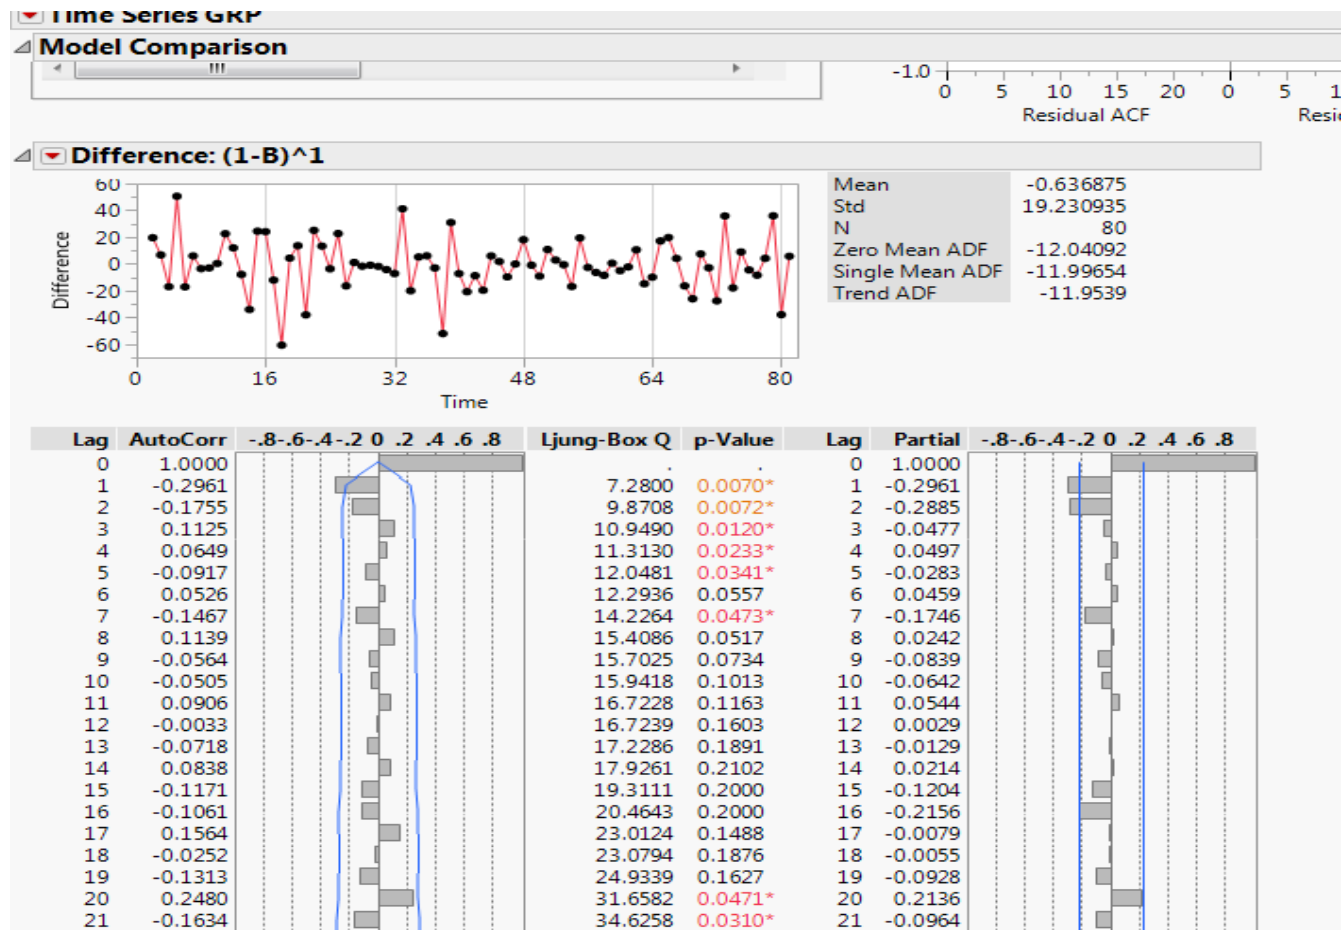 Time Series GRP
Model Comparison
-1.0
0 5 10 15 20 0 5 1
Residual ACF Resi
Difference: (1-B)^1
60
40
20
0
-20
-40
-60
Difference
0 16 32 48 64 80
Time
Mean -0.636875
Std 19.230935
N 80
Zero Mean ADF -12.04092
Single Mean ADF -11.99654
Trend ADF -11.9539
Lag AutoCorr -.8-.6-.4-.2 0 .2 .4 .6 .8 Ljung-Box Q p-Value Lag Partial -.8-.6-.4-.2 0 .2 .4 .6 .8
0 1.0000 . . 0 1.0000
1 -0.2961 7.2800 0.0070* 1 -0.2961
2 -0.1755 9.8708 0.0072* 2 -0.2885
3 0.1125 10.9490 0.0120* 3 -0.0477
4 0.0649 11.3130 0.0233* 4 0.0497
5 -0.0917 12.0481 0.0341* 5 -0.0283
6 0.0526 12.2936 0.0557 6 0.0459
7 -0.1467 14.2264 0.0473* 7 -0.1746
8 0.1139 15.4086 0.0517 8 0.0242
9 -0.0564 15.7025 0.0734 9 -0.0839
10 -0.0505 15.9418 0.1013 10 -0.0642
11 0.0906 16.7228 0.1163 11 0.0544
12 -0.0033 16.7239 0.1603 12 0.0029
13 -0.0718 17.2286 0.1891 13 -0.0129
14 0.0838 17.9261 0.2102 14 0.0214
15 -0.1171 19.3111 0.2000 15 -0.1204
16 -0.1061 20.4643 0.2000 16 -0.2156
17 0.1564 23.0124 0.1488 17 -0.0079
18 -0.0252 23.0794 0.1876 18 -0.0055
19 -0.1313 24.9339 0.1627 19 -0.0928
20 0.2480 31.6582 0.0471* 20 0.2136
21 -0.1634 34.6258 0.0310* 21 -0.0964